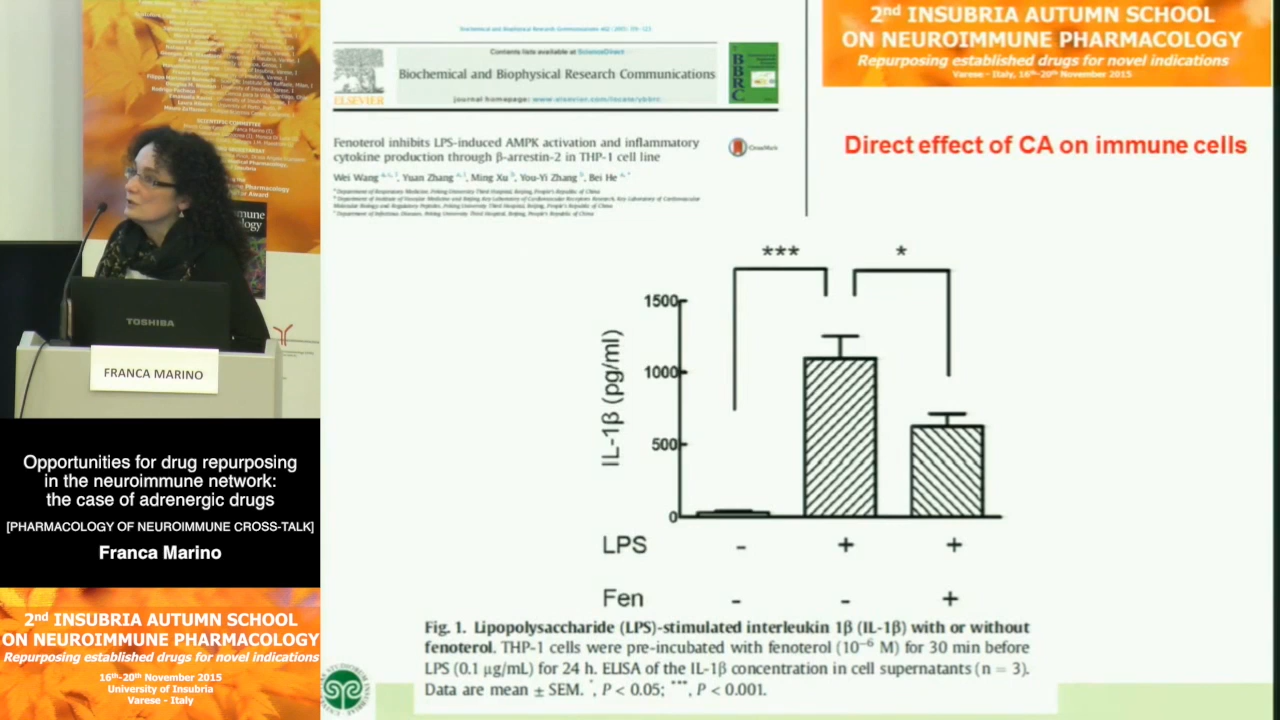 TOSHIBA
FRANCA MARINO
Opportunities for drug repurposing
in the neuroimmune network:
the case of adrenergic drugs
[PHARMACOLOGY OF NEUROIMMUNE CROSS-TALK]
Franca Marino
2nd INSUBRIA AUTUMN SCHOOL
ON NEUROIMMUNE PHARMACOLOGY
Repurposing established drugs for novel indications
16th-20th November 2015
University of Insubria
Varese - Italy
Contents lists available at ScienceDirect
Biochemical and Biophysical Research Communications
journal homepage: www.elsevier.com/locate/ybbrc
ELSEVIER
BBRC
Fenoterol inhibits LPS-induced AMPK activation and inflammatory
cytokine production through β-arrestin-2 in THP-1 cell line
CrossMark
Wei Wang, Yuan Zhang, Ming Xu, You-Yi Zhang, Bei He
2nd INSUBRIA AUTUMN SCHOOL
ON NEUROIMMUNE PHARMACOLOGY
Repurposing established drugs for novel indications
Varese - Italy, 16th-20th November 2015
Direct effect of CA on immune cells
*** *
1500
1000
500
0
IL-1β (pg/ml)
LPS - + +
Fen - - +
Fig. 1. Lipopolysaccharide (LPS)-stimulated interleukin 1β (IL-1β) with or without
fenoterol. THP-1 cells were pre-incubated with fenoterol (10⁻⁶ M) for 30 min before
LPS (0.1 μg/mL) for 24 h. ELISA of the IL-1β concentration in cell supernatants (n = 3).
Data are mean ± SEM. *, P < 0.05; ***, P < 0.001.